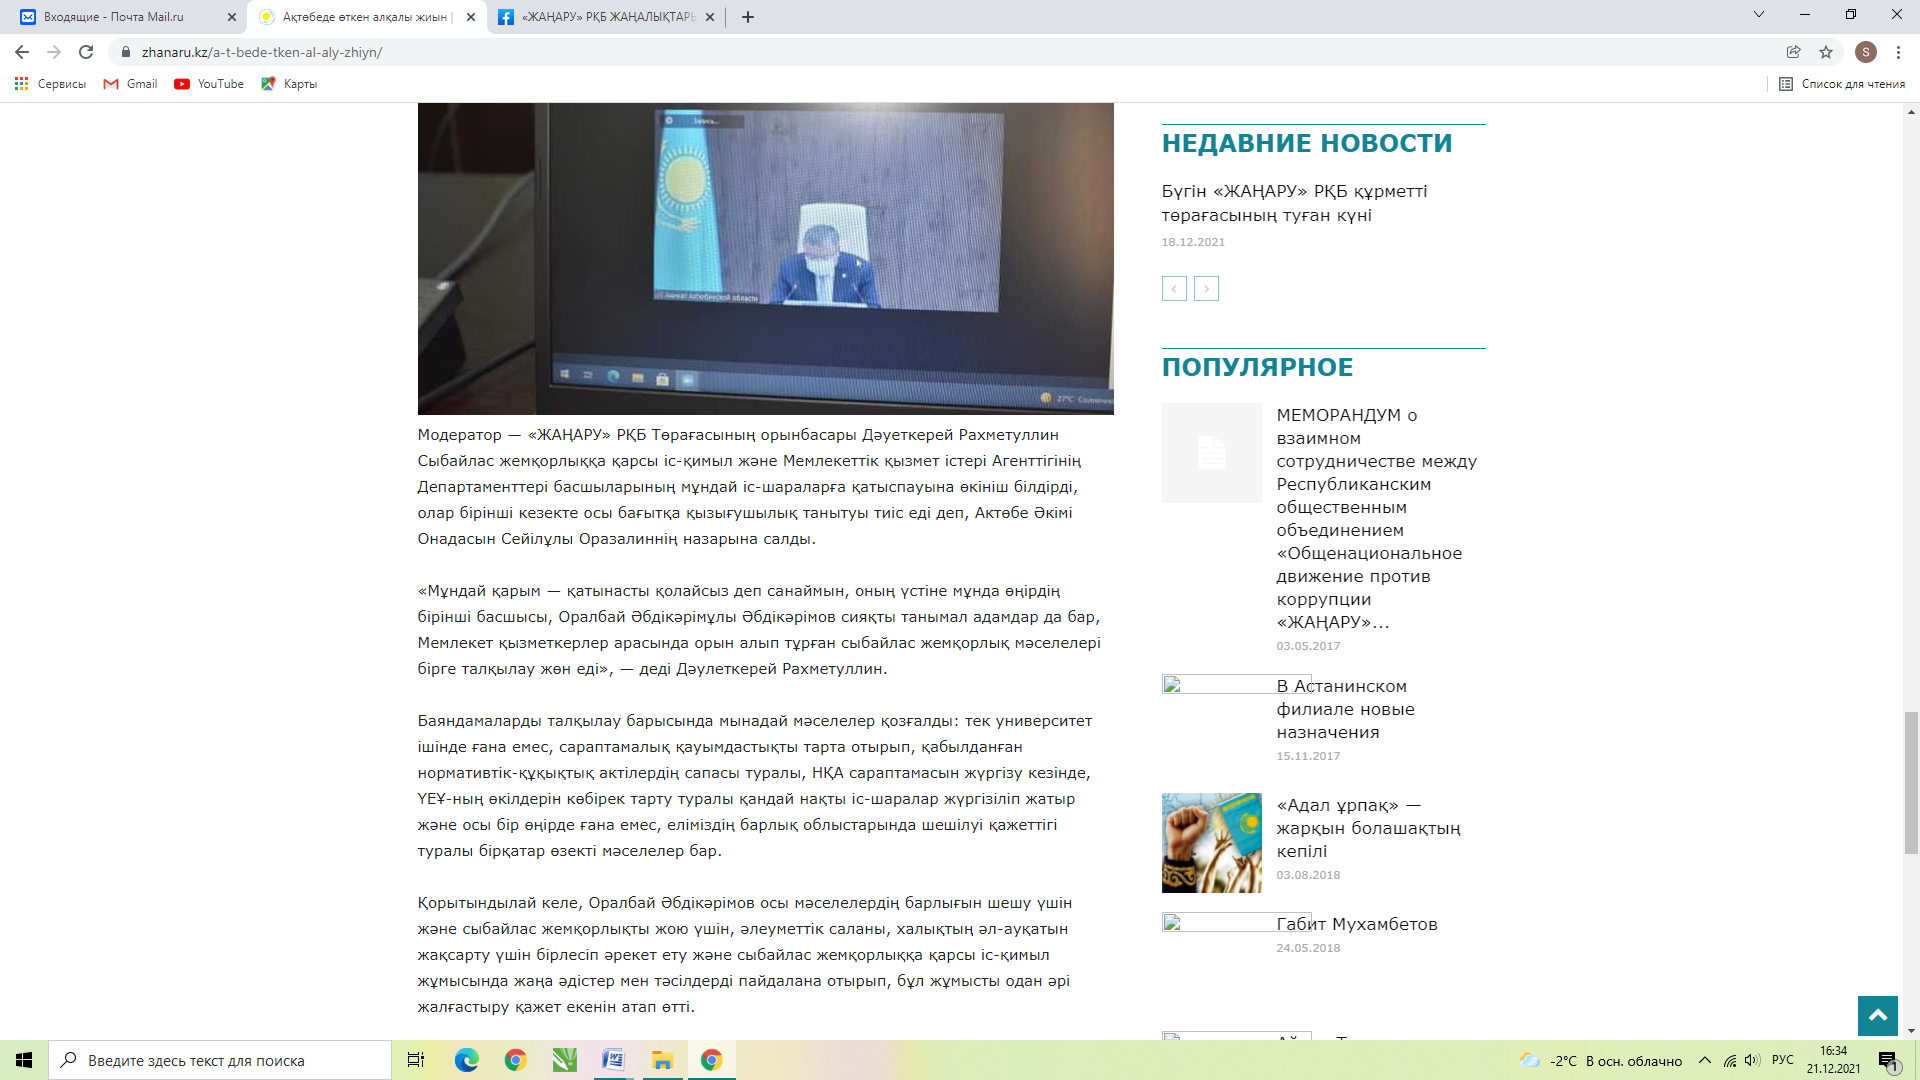 Входящие - Почта Mail.ru
Ақтөбеде өткен алқалы жиын |
«ЖАҢАРУ» РҚБ ЖАҢАЛЫҚТАРЫ
zhanaru.kz/a-t-bede-tken-al-aly-zhiyn/
S
Сервисы
Gmail
YouTube
Карты
Список для чтения
Запись...
Аким Актюбинской области
27°C Солнечно
Модератор — «ЖАҢАРУ» РҚБ Төрағасының орынбасары Дәуеткерей Рахметуллин
Сыбайлас жемқорлыққа қарсы іс-қимыл және Мемлекеттік қызмет істері Агенттігінің
Департаменттері басшыларының мұндай іс-шараларға қатыспауына өкініш білдірді,
олар бірінші кезекте осы бағытқа қызығушылық танытуы тиіс еді деп, Актөбе Әкімі
Онадасын Сейілұлы Оразалиннің назарына салды.
«Мұндай қарым — қатынасты қолайсыз деп санаймын, оның үстіне мұнда өңірдің
бірінші басшысы, Оралбай Әбдікәрімұлы Әбдікәрімов сияқты танымал адамдар да бар,
Мемлекет қызметкерлер арасында орын алып тұрған сыбайлас жемқорлық мәселелері
бірге талқылау жөн еді», — деді Дәулеткерей Рахметуллин.
Баяндамаларды талқылау барысында мынадай мәселелер қозғалды: тек университет
ішінде ғана емес, сараптамалық қауымдастықты тарта отырып, қабылданған
нормативтік-құқықтық актілердің сапасы туралы, НҚА сараптамасын жүргізу кезінде,
ҮЕҰ-ның өкілдерін көбірек тарту туралы қандай нақты іс-шаралар жүргізіліп жатыр
және осы бір өңірде ғана емес, еліміздің барлық облыстарында шешілуі қажеттігі
туралы бірқатар өзекті мәселелер бар.
Қорытындылай келе, Оралбай Әбдікәрімов осы мәселелердің барлығын шешу үшін
және сыбайлас жемқорлықты жою үшін, әлеуметтік саланы, халықтың әл-ауқатын
жақсарту үшін бірлесіп әрекет ету және сыбайлас жемқорлыққа қарсы іс-қимыл
жұмысында жаңа әдістер мен тәсілдерді пайдалана отырып, бұл жұмысты одан әрі
жалғастыру қажет екенін атап өтті.
НЕДАВНИЕ НОВОСТИ
Бүгін «ЖАҢАРУ» РҚБ құрметті
төрағасының туған күні
18.12.2021
ПОПУЛЯРНОЕ
МЕМОРАНДУМ о
взаимном
сотрудничестве между
Республиканским
общественным
объединением
«Общенациональное
движение против
коррупции
«ЖАҢАРУ»...
03.05.2017
В Астанинском
филиале новые
назначения
15.11.2017
«Адал ұрпақ» —
жарқын болашақтың
кепілі
03.08.2018
Габит Мухамбетов
24.05.2018
Введите здесь текст для поиска
-2°C В осн. облачно
РУС
16:34
21.12.2021
1